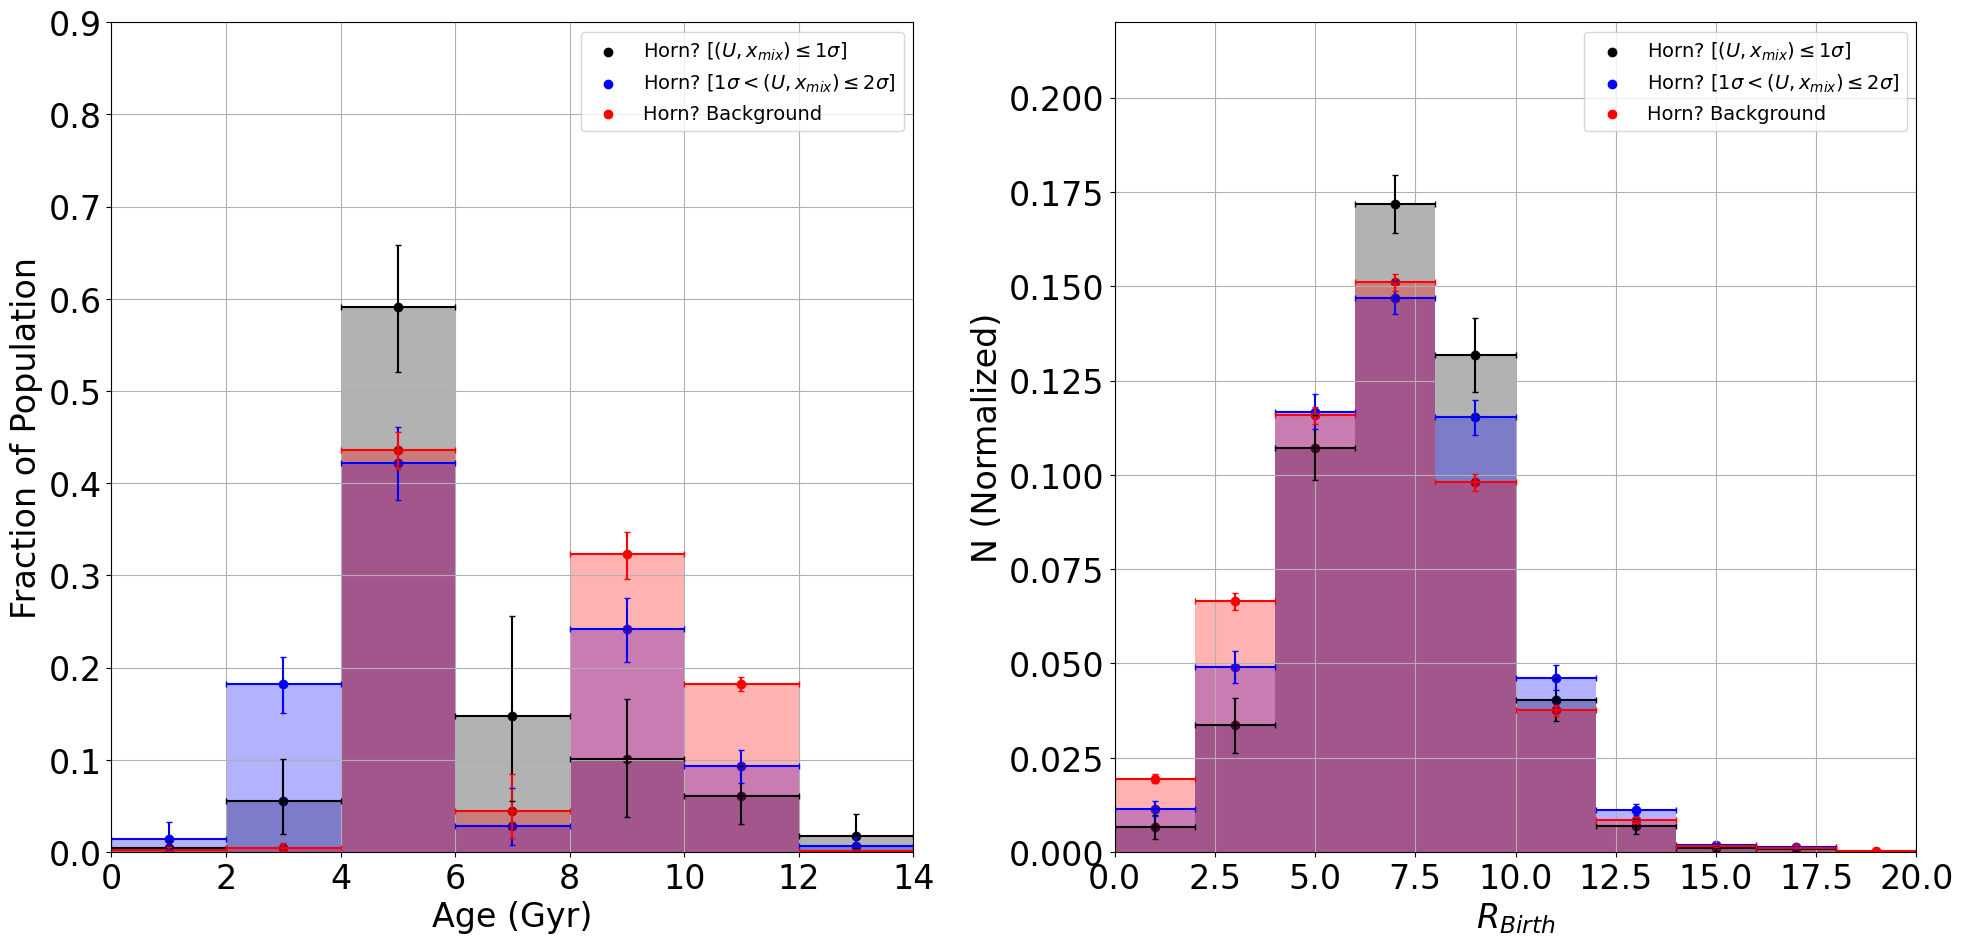 0.9
0.8
0.7
0.6
0.5
0.4
0.3
0.2
0.1
0.0
Fraction of Population
0 2 4 6 8 10 12 14
Age (Gyr)
Horn? [(U, x_mix) ≤ 1σ]
Horn? [1σ < (U, x_mix) ≤ 2σ]
Horn? Background
0.200
0.175
0.150
0.125
0.100
0.075
0.050
0.025
0.000
N (Normalized)
0.0 2.5 5.0 7.5 10.0 12.5 15.0 17.5 20.0
R_Birth
Horn? [(U, x_mix) ≤ 1σ]
Horn? [1σ < (U, x_mix) ≤ 2σ]
Horn? Background